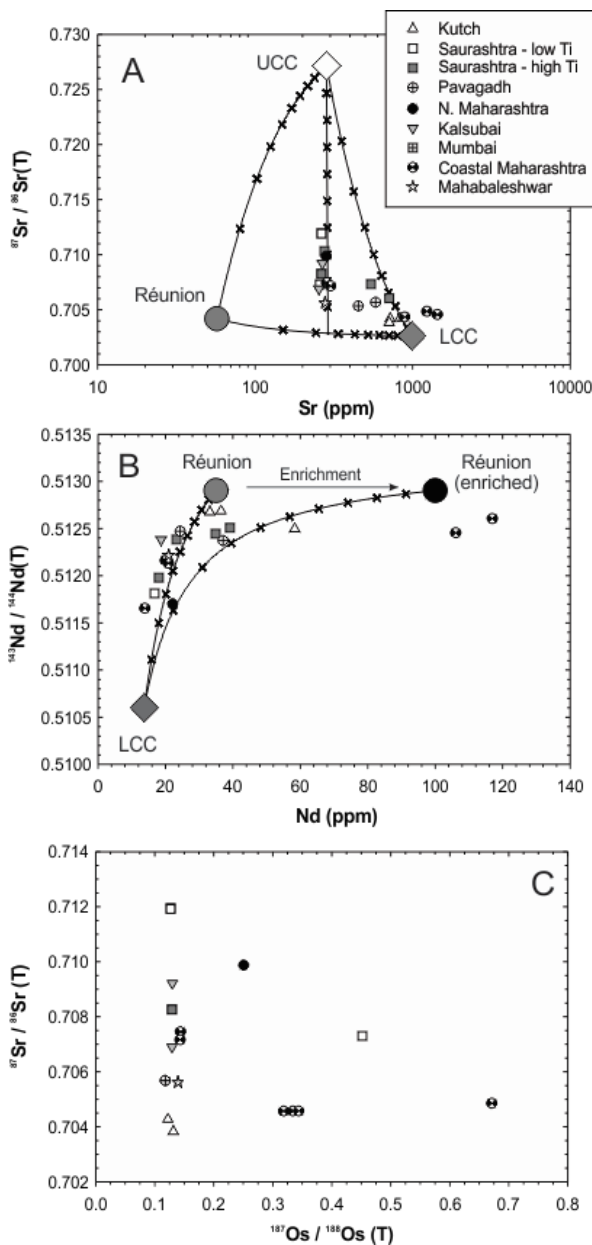 0.730
0.725
0.720
0.715
0.710
0.705
0.700
⁸⁷Sr / ⁸⁶Sr(T)
A
UCC
Réunion
LCC
Kutch
Saurashtra - low Ti
Saurashtra - high Ti
Pavagadh
N. Maharashtra
Kalsubai
Mumbai
Coastal Maharashtra
Mahabaleshwar
10
100
1000
10000
Sr (ppm)
0.5135
0.5130
0.5125
0.5120
0.5115
0.5110
0.5105
0.5100
¹⁴³Nd / ¹⁴⁴Nd(T)
B
Réunion
Enrichment
Réunion
(enriched)
LCC
0
20
40
60
80
100
120
140
Nd (ppm)
0.714
0.712
0.710
0.708
0.706
0.704
0.702
⁸⁷Sr / ⁸⁶Sr (T)
C
0.0
0.1
0.2
0.3
0.4
0.5
0.6
0.7
0.8
¹⁸⁷Os / ¹⁸⁸Os (T)